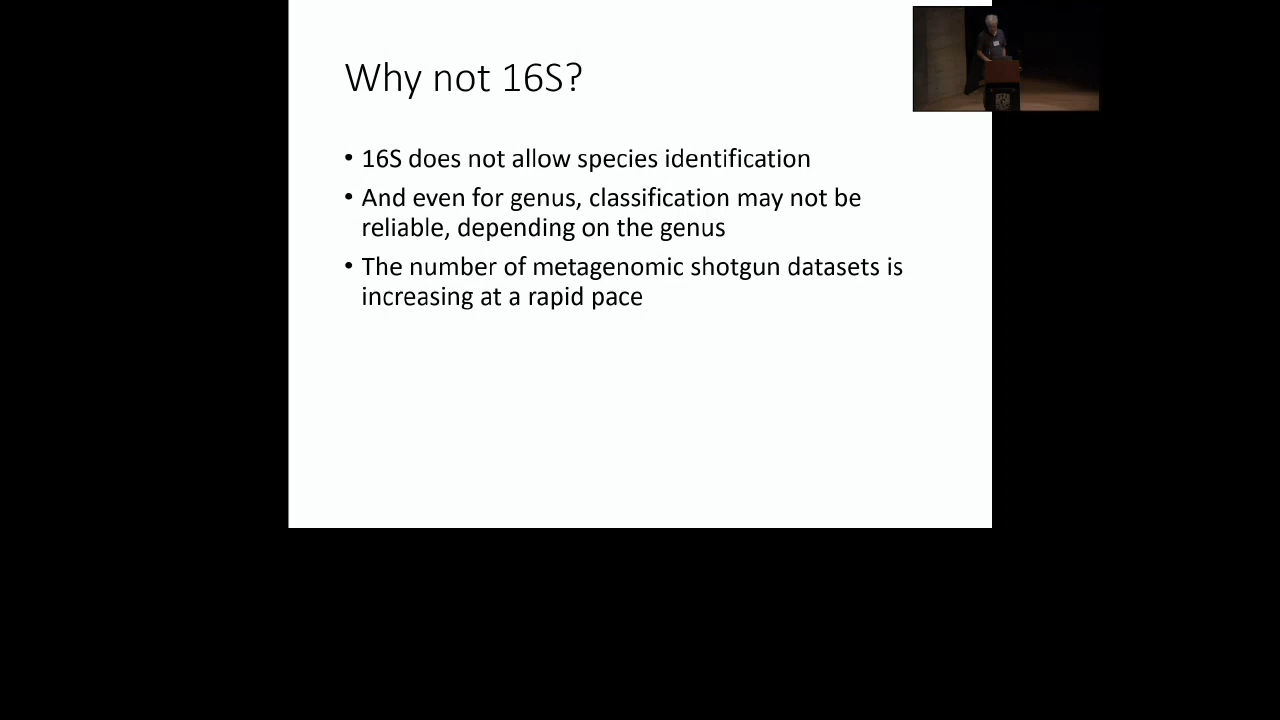 Why not 16S?
• 16S does not allow species identification
• And even for genus, classification may not be
reliable, depending on the genus
• The number of metagenomic shotgun datasets is
increasing at a rapid pace